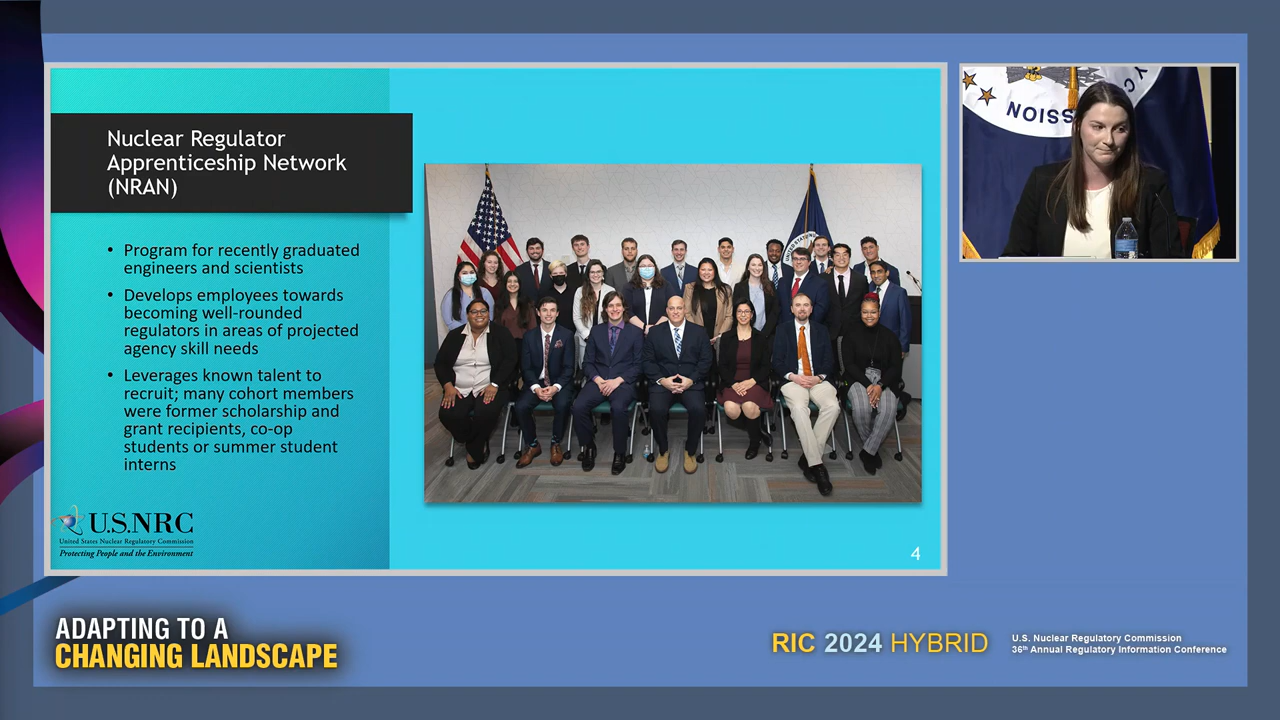 Nuclear Regulator
Apprenticeship Network
(NRAN)
• Program for recently graduated
engineers and scientists
• Develops employees towards
becoming well-rounded
regulators in areas of projected
agency skill needs
• Leverages known talent to
recruit; many cohort members
were former scholarship and
grant recipients, co-op
students or summer student
interns
U.S.NRC
United States Nuclear Regulatory Commission
Protecting People and the Environment
4
ADAPTING TO A
CHANGING LANDSCAPE
RIC 2024 HYBRID
U.S. Nuclear Regulatory Commission
36th Annual Regulatory Information Conference